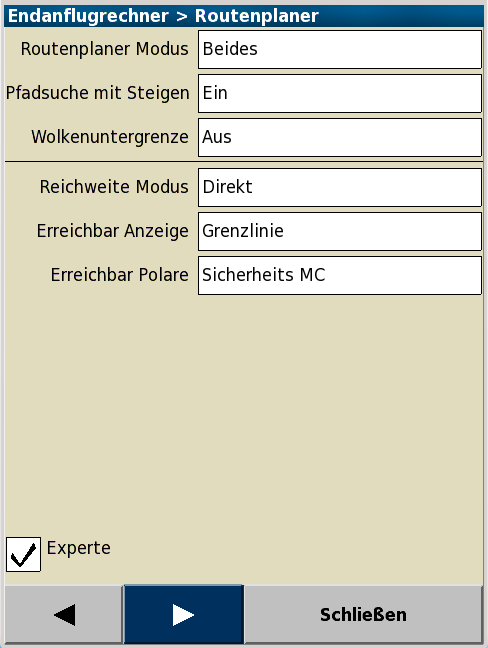 Endanflugrechner > Routenplaner
Routenplaner Modus Beides
Pfadsuche mit Steigen Ein
Wolkenuntergrenze Aus
Reichweite Modus Direkt
Erreichbar Anzeige Grenzlinie
Erreichbar Polare Sicherheits MC
Experte
Schließen